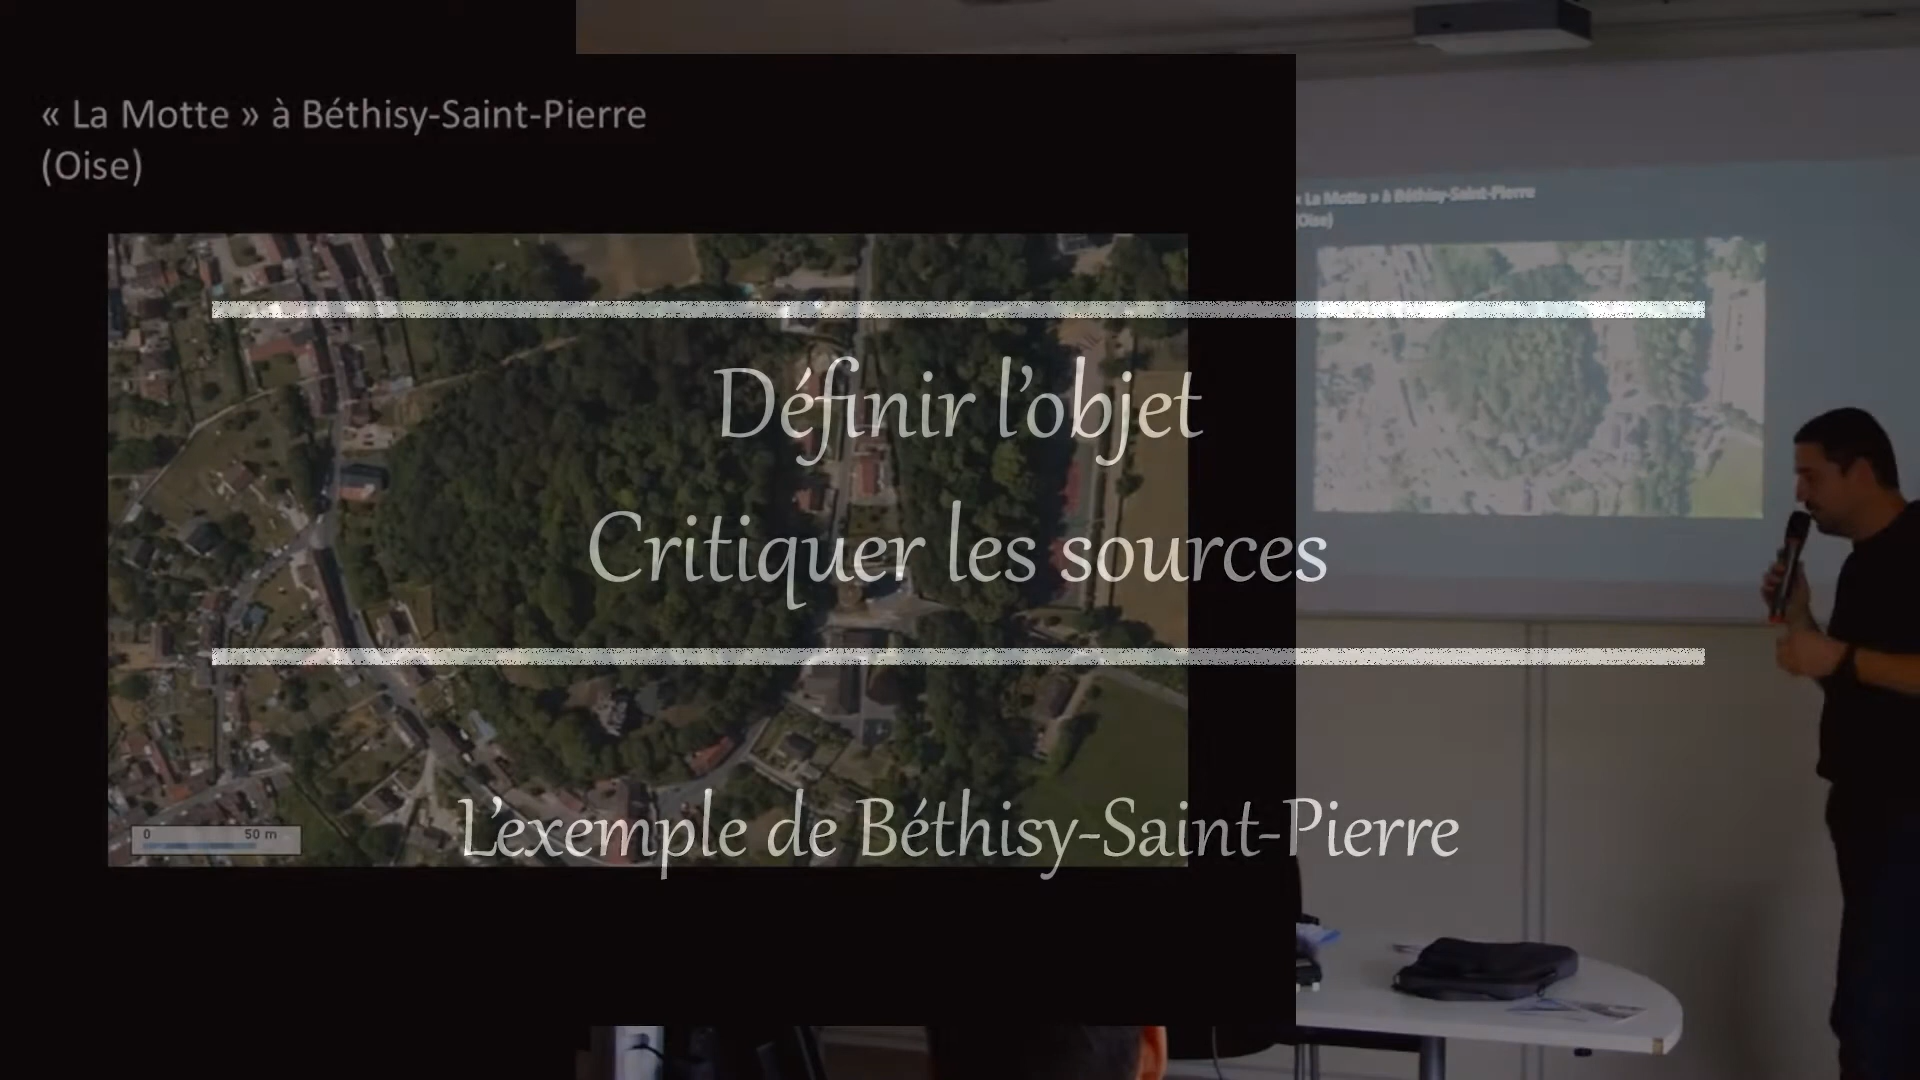 « La Motte » à Béthisy-Saint-Pierre
(Oise)
« La Motte » à Béthisy-Saint-Pierre
(Oise)
Définir l’objet
Critiquer les sources
L’exemple de Béthisy-Saint-Pierre
0 50 m